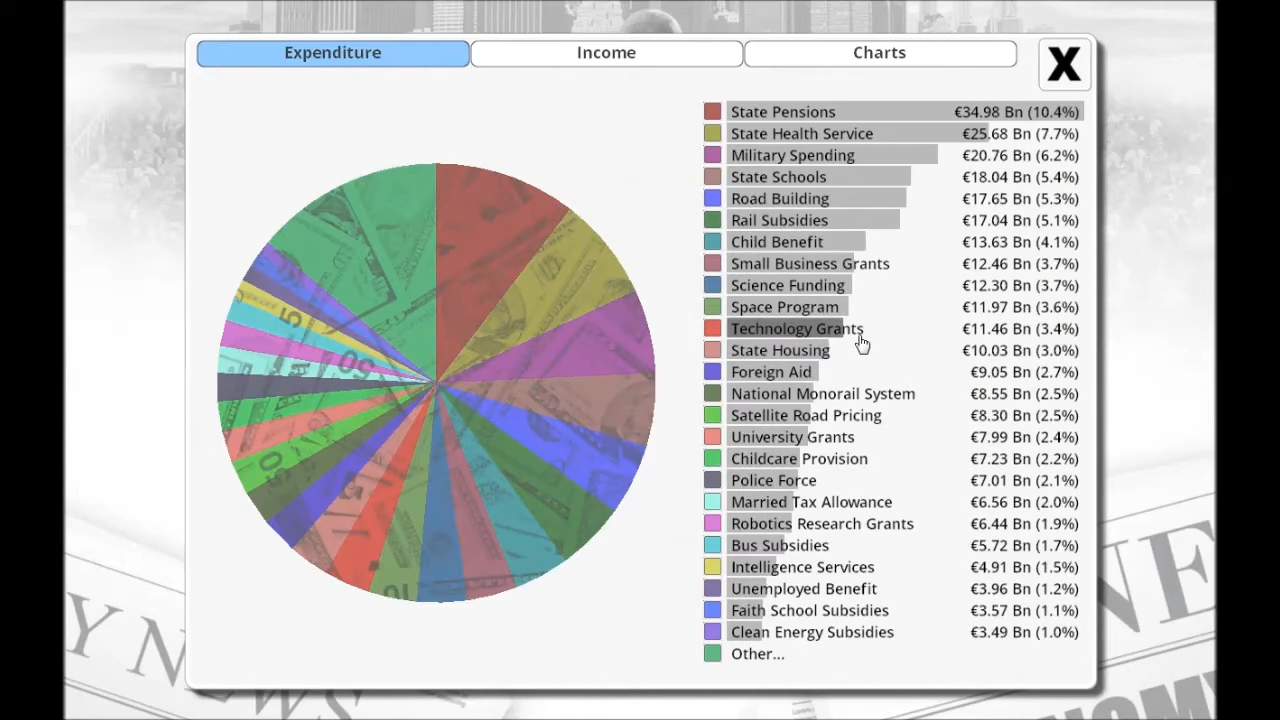 Expenditure Income Charts X
State Pensions €34.98 Bn (10.4%)
State Health Service €25.68 Bn (7.7%)
Military Spending €20.76 Bn (6.2%)
State Schools €18.04 Bn (5.4%)
Road Building €17.65 Bn (5.3%)
Rail Subsidies €17.04 Bn (5.1%)
Child Benefit €13.63 Bn (4.1%)
Small Business Grants €12.46 Bn (3.7%)
Science Funding €12.30 Bn (3.7%)
Space Program €11.97 Bn (3.6%)
Technology Grants €11.46 Bn (3.4%)
State Housing €10.03 Bn (3.0%)
Foreign Aid €9.05 Bn (2.7%)
National Monorail System €8.55 Bn (2.5%)
Satellite Road Pricing €8.30 Bn (2.5%)
University Grants €7.99 Bn (2.4%)
Childcare Provision €7.23 Bn (2.2%)
Police Force €7.01 Bn (2.1%)
Married Tax Allowance €6.56 Bn (2.0%)
Robotics Research Grants €6.44 Bn (1.9%)
Bus Subsidies €5.72 Bn (1.7%)
Intelligence Services €4.91 Bn (1.5%)
Unemployed Benefit €3.96 Bn (1.2%)
Faith School Subsidies €3.57 Bn (1.1%)
Clean Energy Subsidies €3.49 Bn (1.0%)
Other...